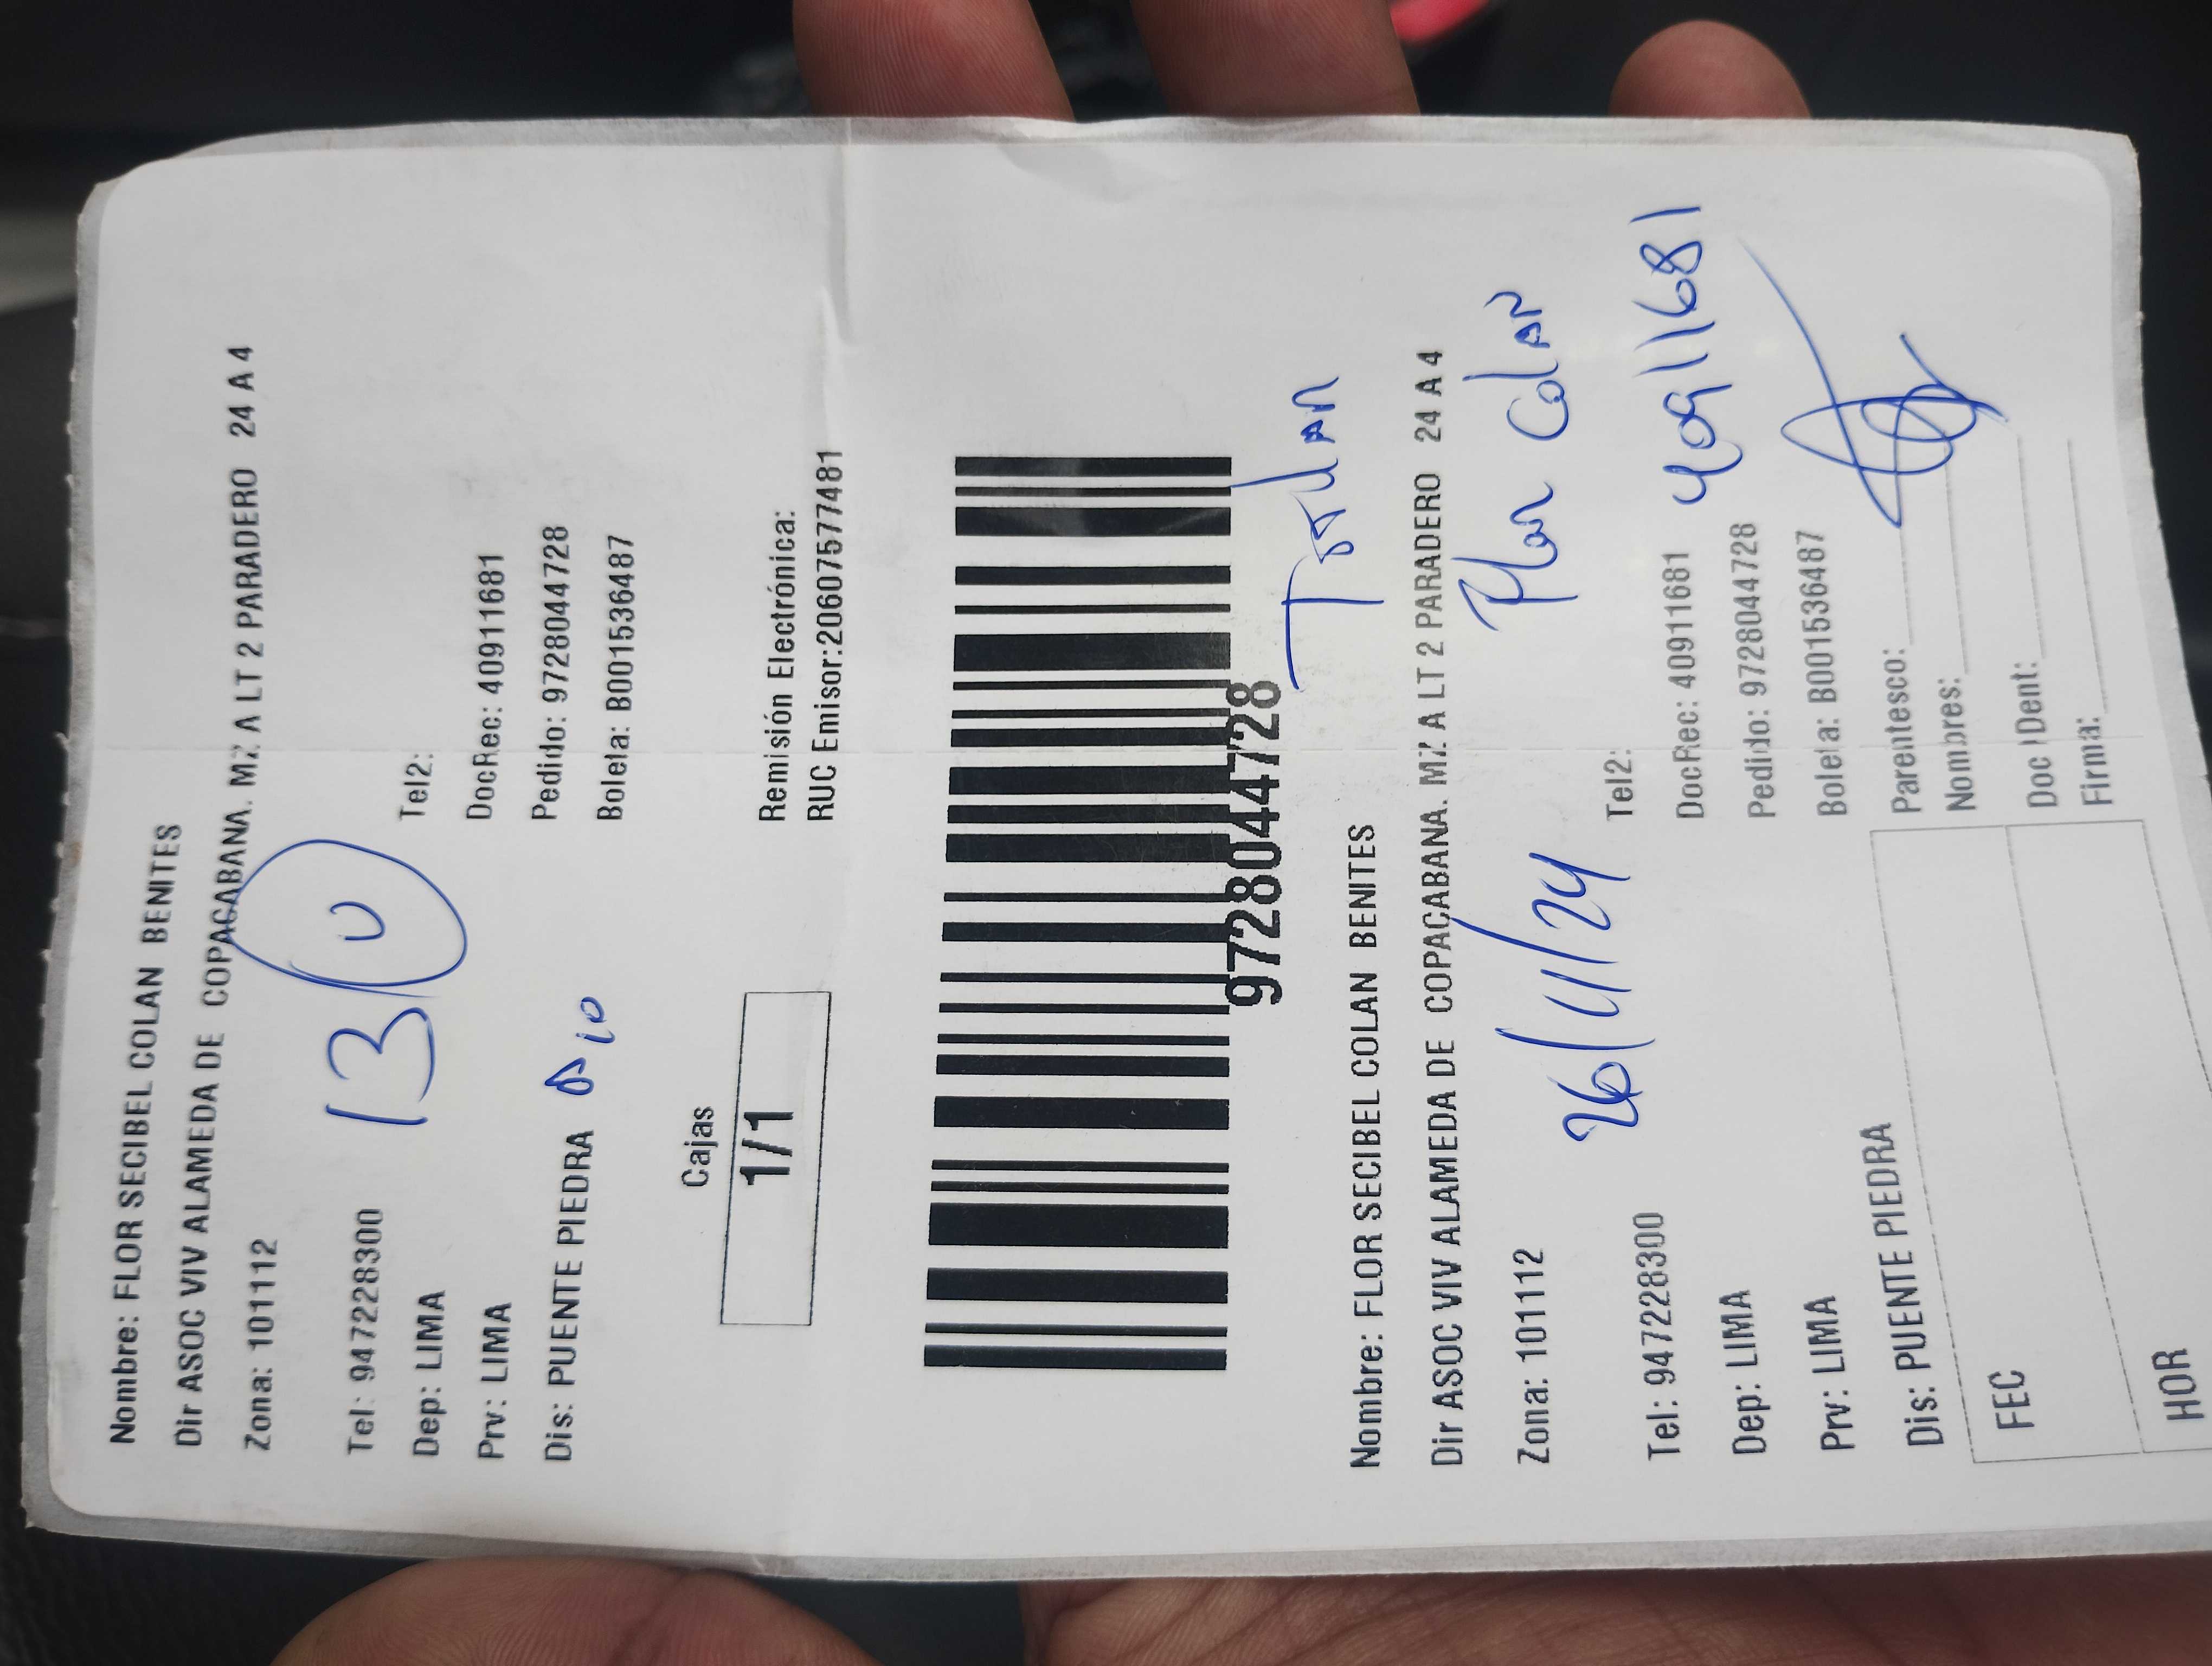 Nombre: FLOR SECIBEL COLAN BENITES
Dir ASOC VIV ALAMEDA DE COPACABANA. MZ A LT 2 PARADERO 24 A 4
Zona: 101112
130
Tel: 947228300
Tel2:
Dep: LIMA
DocRec: 40911681
Prv: LIMA
Pedido: 9728044728
Dis: PUENTE PIEDRA
Boleta: B001536487
Cajas
1/1
Remisión Electrónica:
RUC Emisor:20607577481
9728044728
Nombre: FLOR SECIBEL COLAN BENITES
Dir ASOC VIV ALAMEDA DE COPACABANA. MZ A LT 2 PARADERO 24 A 4
Flor Colan
Zona: 101112
26/11/24
Tel: 947228300
Tel2:
40911681
Dep: LIMA
DocRec: 40911681
Prv: LIMA
Pedido: 9728044728
Dis: PUENTE PIEDRA
Boleta: B001536487
Parentesco:
Nombres:
FEC
Doc IDent:
Firma:
HOR